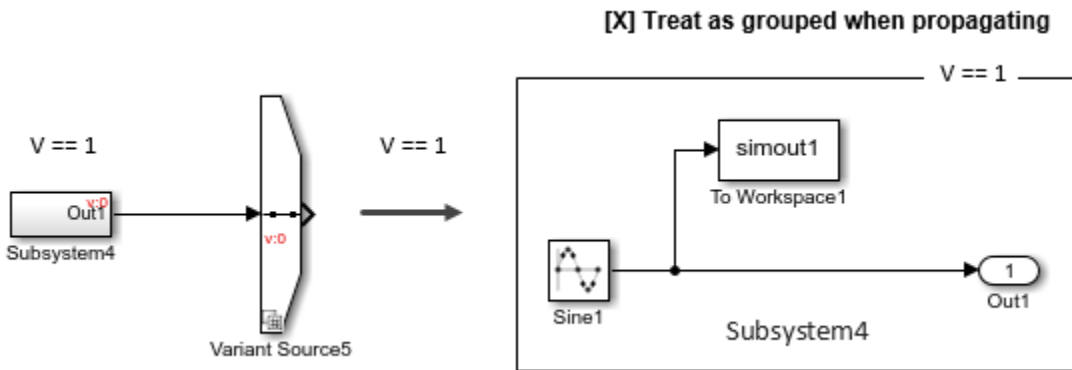 [X] Treat as grouped when propagating
V == 1
V == 1
V == 1
Out1
v:0
Subsystem4
v:0
Variant Source5
simout1
To Workspace1
Sine1
1
Out1
Subsystem4